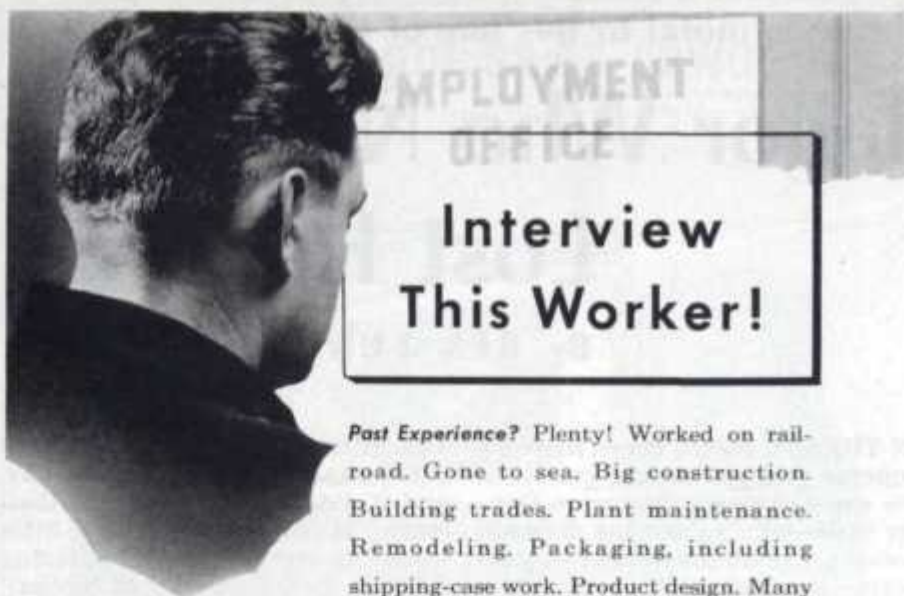 EMPLOYMENT
OFFICE
Interview
This Worker!
Past Experience? Plenty! Worked on rail-
road. Gone to sea. Big construction.
Building trades. Plant maintenance.
Remodeling. Packaging, including
shipping-case work. Product design. Many